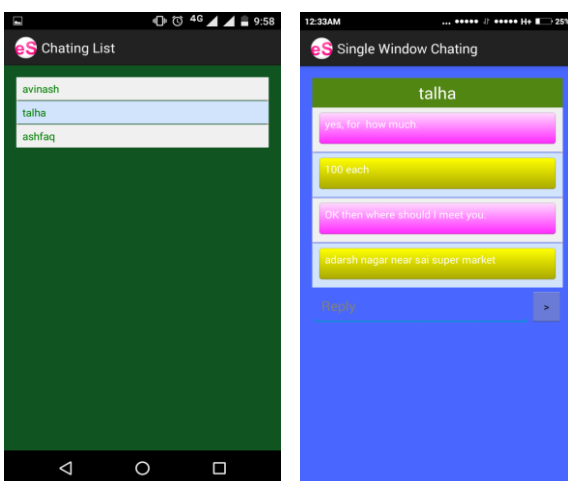 4G 9:58
eS Chating List
avinash
talha
ashfaq
12:33AM ... H+ 25%
eS Single Window Chating
talha
yes, for how much.
100 each
OK then where should I meet you.
adarsh nagar near sai super market
Reply >